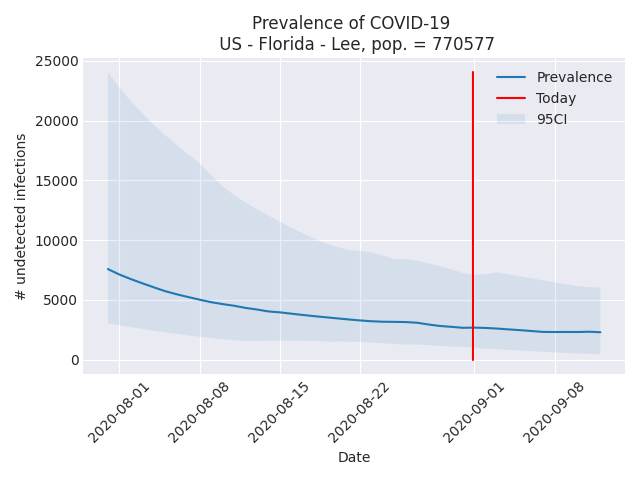 Prevalence of COVID-19
US - Florida - Lee, pop. = 770577
25000
20000
15000
10000
5000
0
# undetected infections
Prevalence
Today
95CI
2020-08-01
2020-08-08
2020-08-15
2020-08-22
2020-09-01
2020-09-08
Date